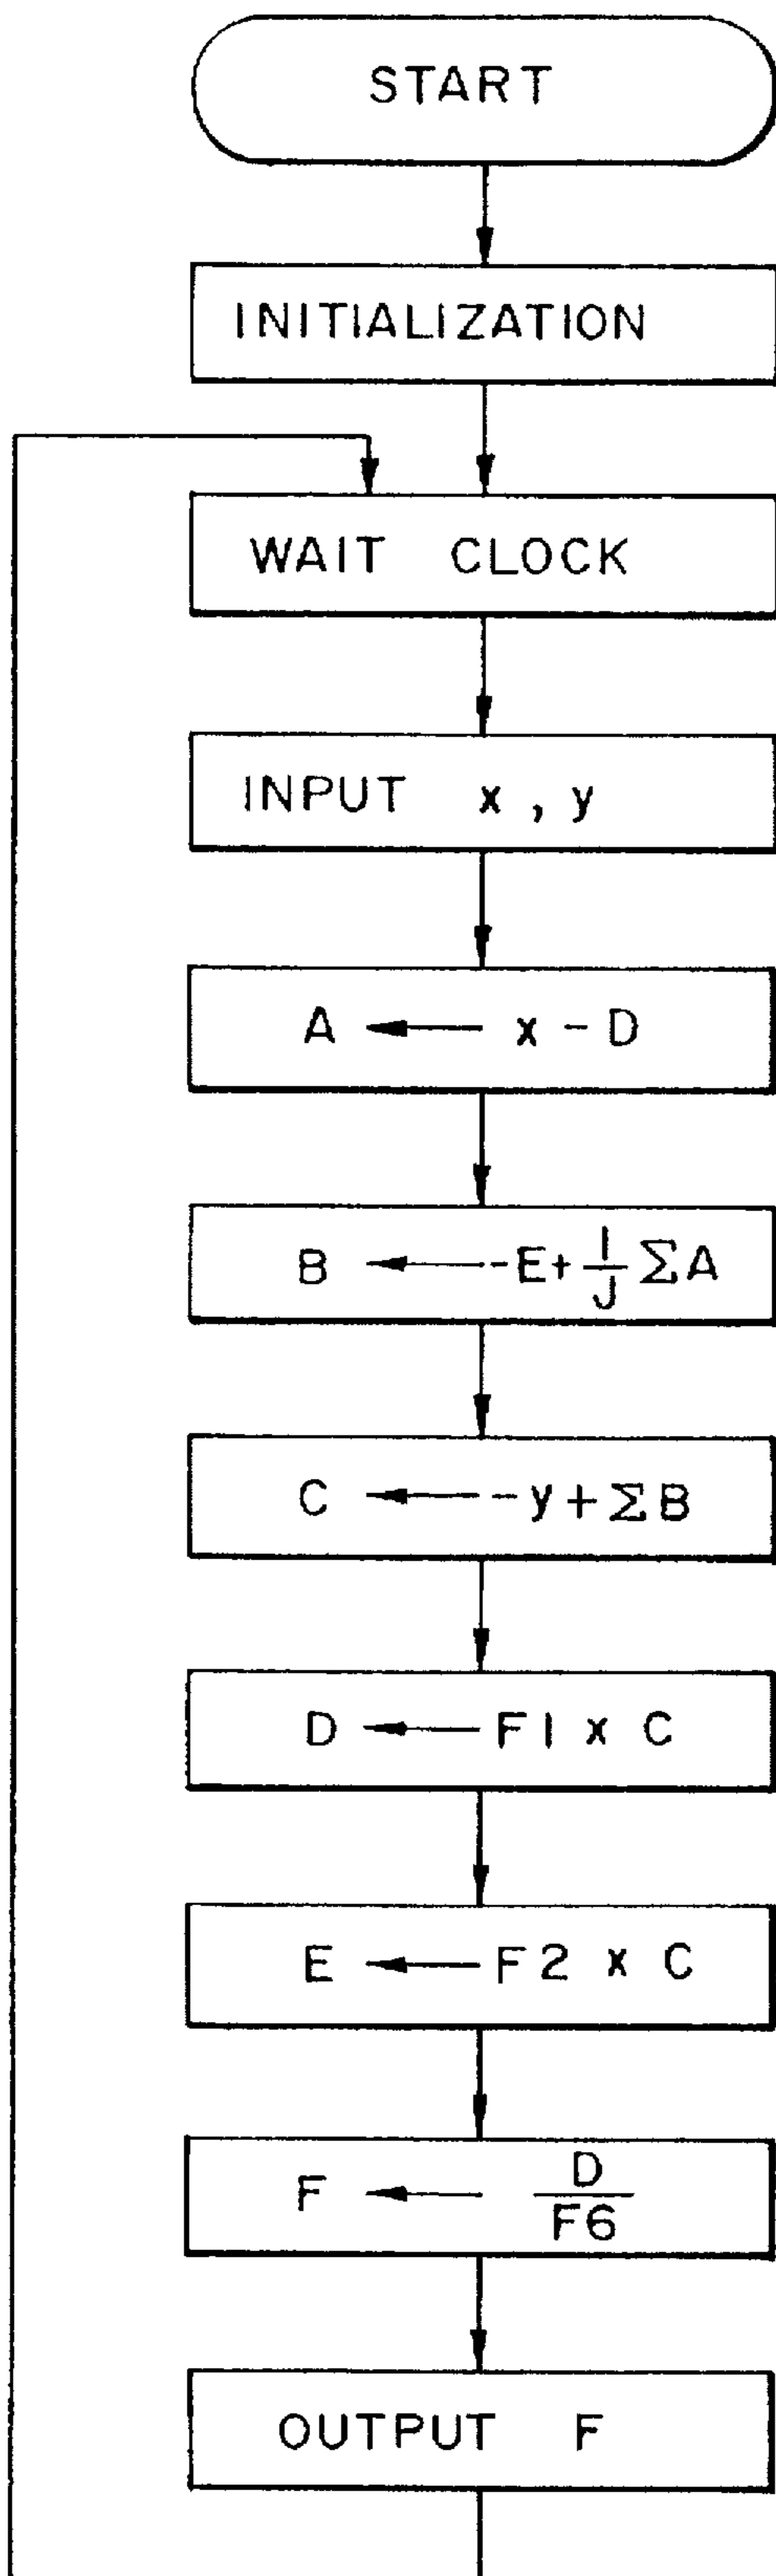 START
INITIALIZATION
WAIT CLOCK
INPUT x , y
A ← x - D
B ← -E + 1/J ΣA
C ← -y + ΣB
D ← F1 x C
E ← F2 x C
F ← D/F6
OUTPUT F